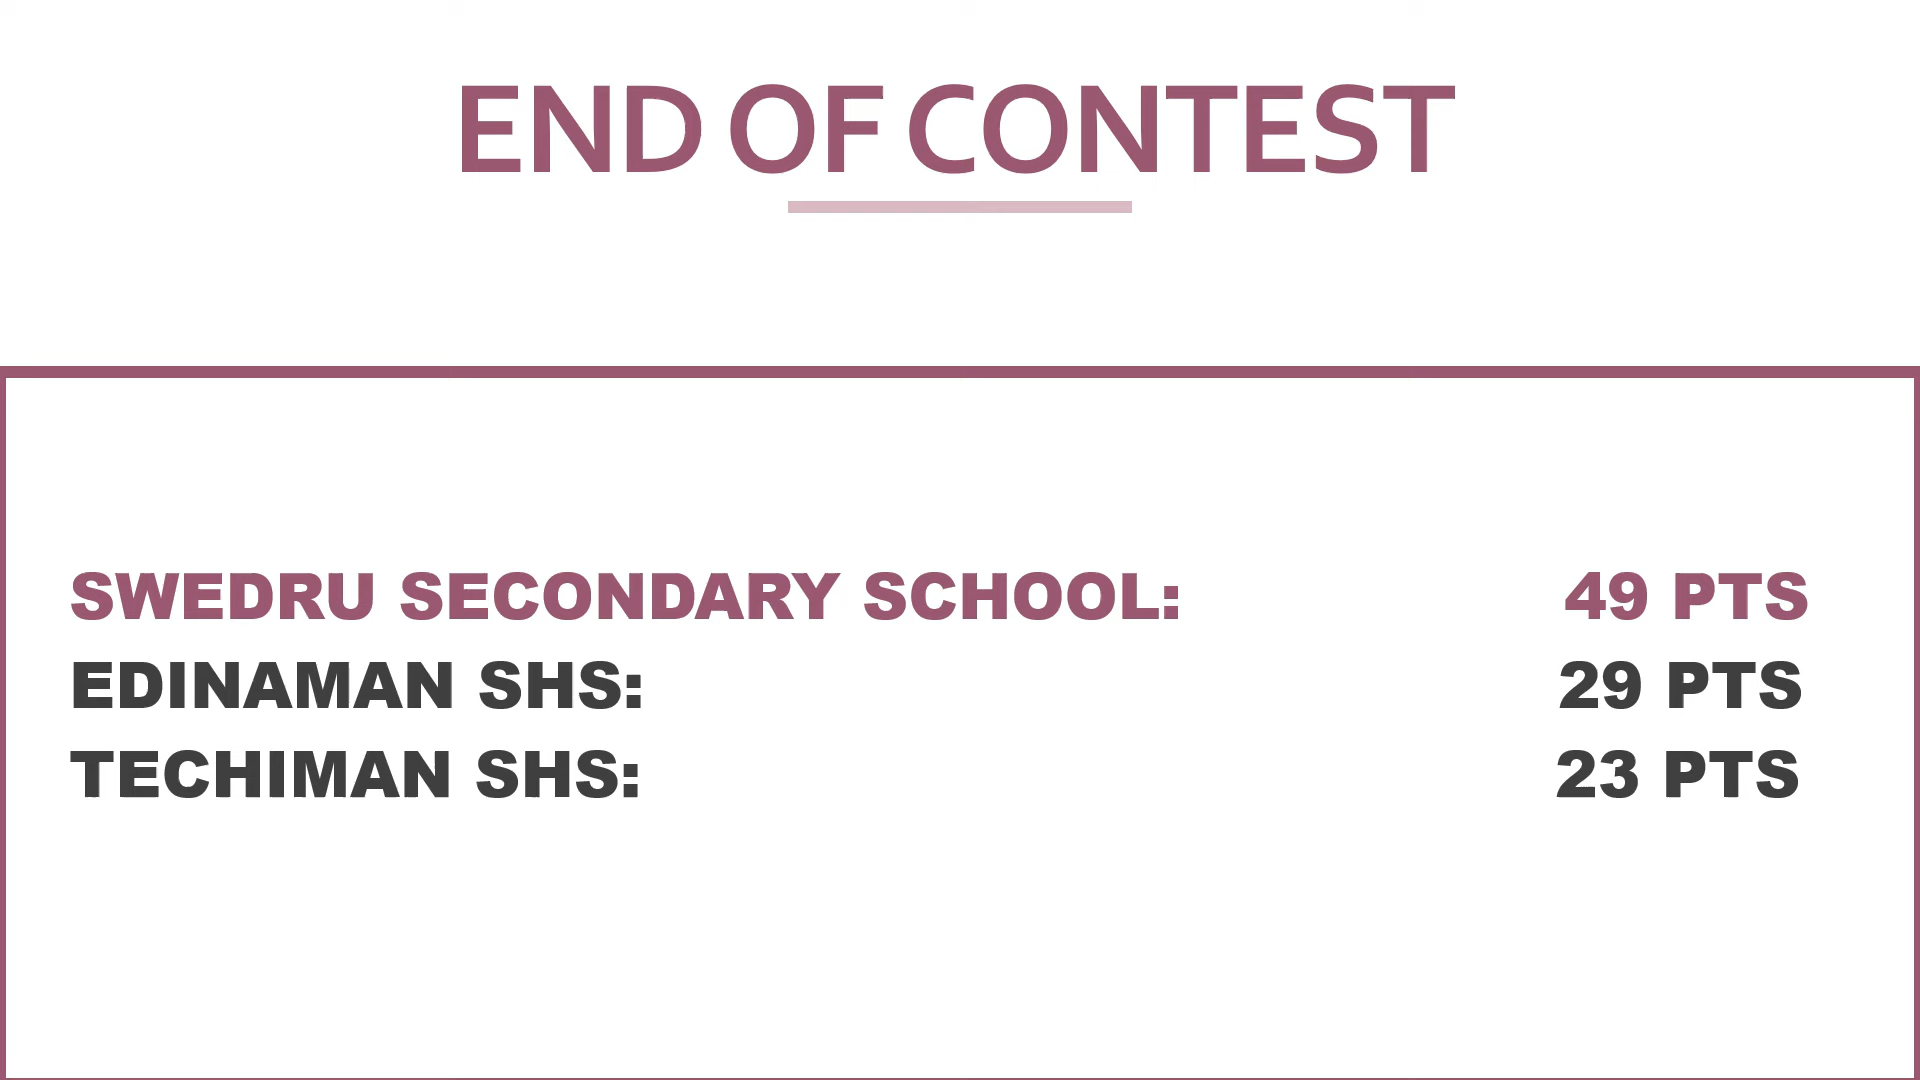 END OF CONTEST
SWEDRU SECONDARY SCHOOL: 49 PTS
EDINAMAN SHS: 29 PTS
TECHIMAN SHS: 23 PTS